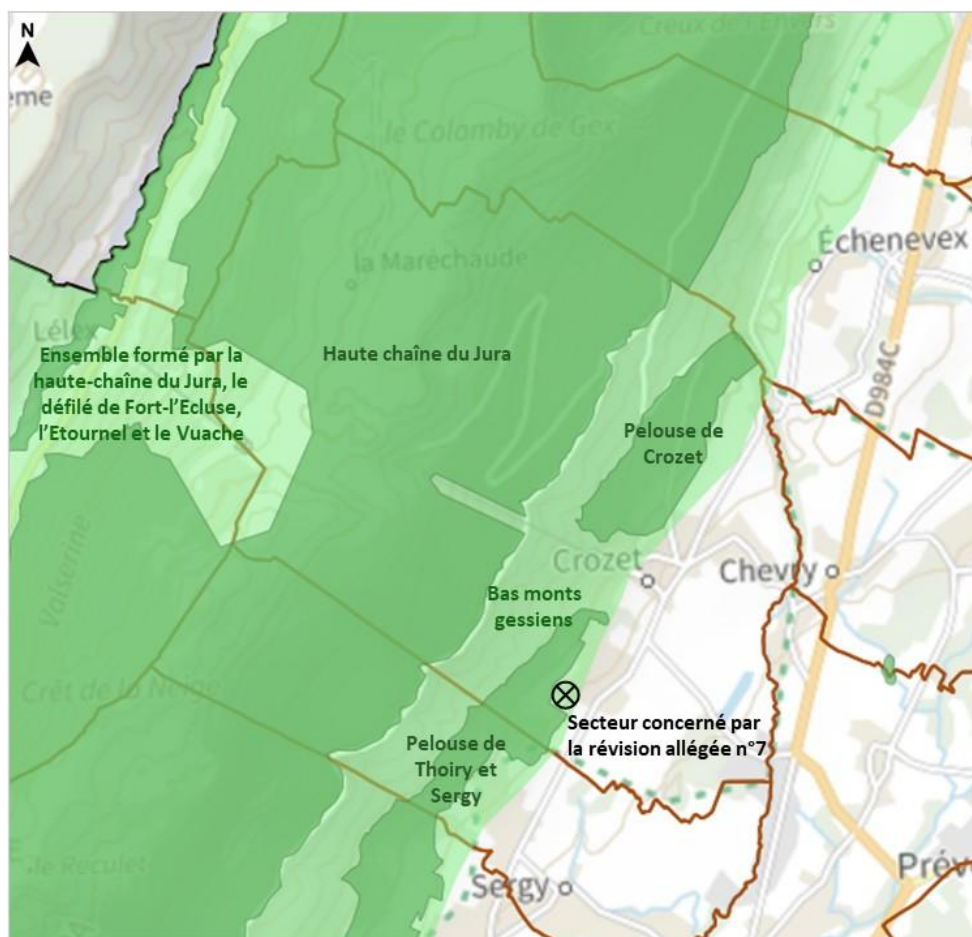 N
Creux de l'Envers
ème
le Colomby de Gex
Échenevex
la Maréchaude
Lélex
Ensemble formé par la
haute-chaîne du Jura, le
défilé de Fort-l'Ecluse,
l'Etournel et le Vuache
Haute chaîne du Jura
D984C
Pelouse de
Crozet
Valserine
Crozet
Chevry
Bas monts
gessiens
Crêt de la Neige
Secteur concerné par
la révision allégée n°7
Pelouse de
Thoiry et
Sergy
le Reculet
Sergy
Prév